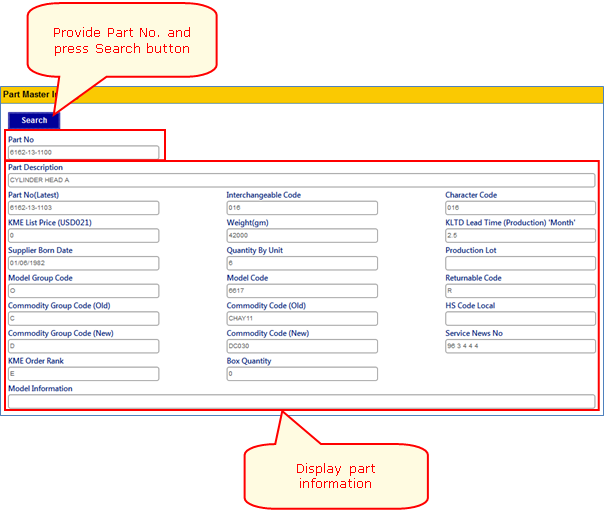 Provide Part No. and
press Search button
Part Master I
Search
Part No
6162-13-1100
Part Description
CYLINDER HEAD A
Part No(Latest) Interchangeable Code Character Code
6162-13-1103 016 016
KME List Price (USD021) Weight(gm) KLTD Lead Time (Production) 'Month'
0 42000 2.5
Supplier Born Date Quantity By Unit Production Lot
01/06/1982 6
Model Group Code Model Code Returnable Code
G 6617 R
Commodity Group Code (Old) Commodity Code (Old) HS Code Local
C CHAY11
Commodity Group Code (New) Commodity Code (New) Service News No
D DC030 96 3 4 4 4
KME Order Rank Box Quantity
E 0
Model Information
Display part
information